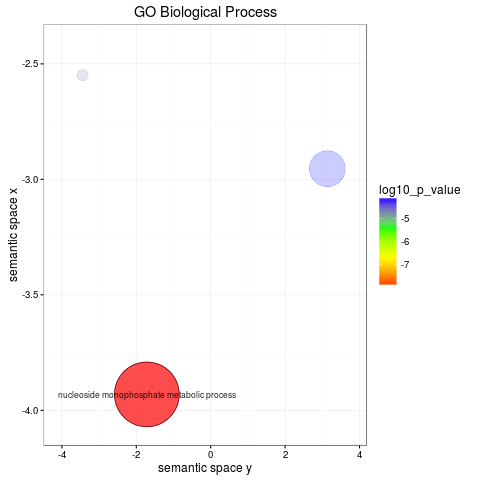 GO Biological Process
-2.5
-3.0
-3.5
-4.0
semantic space x
nucleoside monophosphate metabolic process
-4
-2
0
2
4
semantic space y
log10_p_value
-5
-6
-7